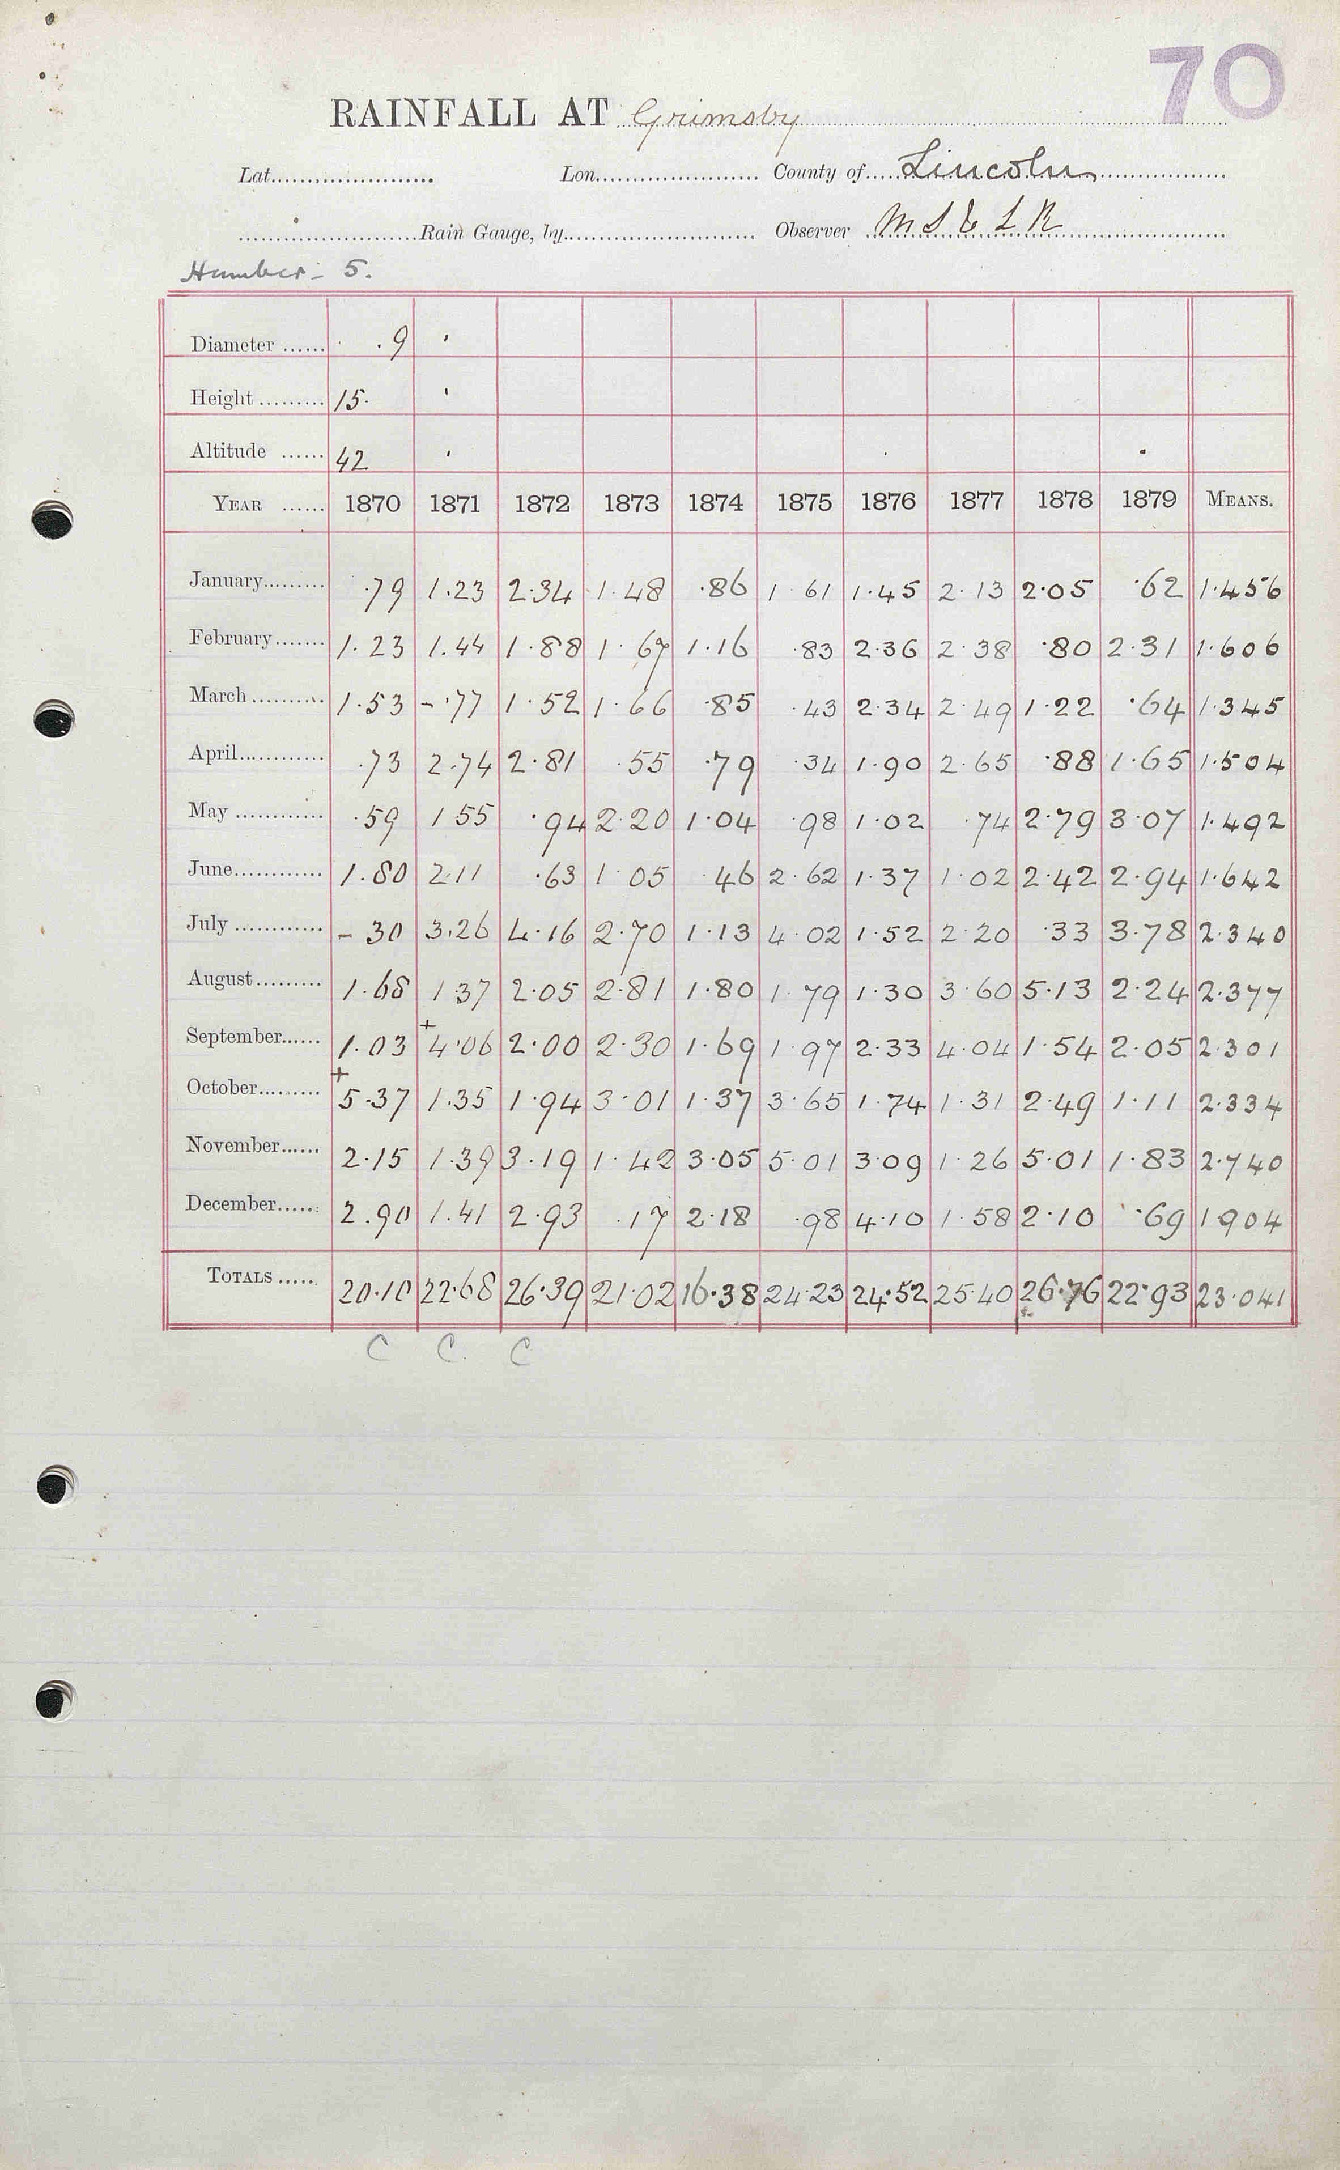 70
RAINFALL AT Grimsby
Lat....................... Lon....................... County of.....Lincoln
.........................Rain Gauge, by........................... Observer M S & L R
Humber - 5.
Diameter ...... .9
Height ......... 15.
Altitude ...... 42
YEAR ...... 1870 1871 1872 1873 1874 1875 1876 1877 1878 1879 MEANS.
January......... .79 1.23 2.34 1.48 .86 1.61 1.45 2.13 2.05 .62 1.456
February....... 1.23 1.44 1.88 1.67 1.16 .83 2.36 2.38 .80 2.31 1.606
March .......... 1.53 -.77 1.52 1.66 .85 .43 2.34 2.49 1.22 .64 1.345
April............ .73 2.74 2.81 .55 .79 .34 1.90 2.65 .88 1.65 1.504
May ............ .59 1 55 .94 2.20 1.04 .98 1.02 .74 2.79 3.07 1.492
June............ 1.80 2.11 .63 1.05 46 2.62 1.37 1.02 2.42 2.94 1.642
July ............ - 30 3.26 4.16 2.70 1.13 4.02 1.52 2.20 .33 3.78 2.340
August......... 1.68 1 37 2.05 2.81 1.80 1.79 1.30 3.60 5.13 2.24 2.377
September...... 1.03 +4.06 2.00 2.30 1.69 1.97 2.33 4.04 1.54 2.05 2.301
October......... +5.37 1.35 1.94 3.01 1.37 3.65 1.74 1.31 2.49 1.11 2.334
November...... 2.15 1.39 3.19 1.42 3.05 5.01 3.09 1.26 5.01 1.83 2.740
December...... 2.90 1.41 2.93 .17 2.18 .98 4.10 1.58 2.10 .69 1904
TOTALS ..... 20.10 22.68 26.39 21.02 16.38 24.23 24.52 25.40 26.76 22.93 23.041
C C. C